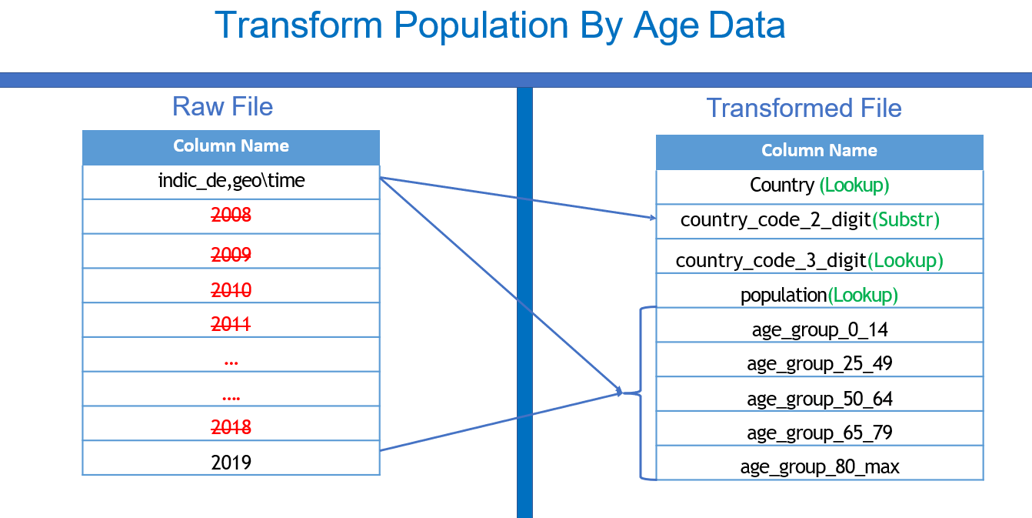 Transform Population By Age Data
Raw File
Column Name
indic_de,geo\time
2008
2009
2010
2011
...
....
2018
2019
Transformed File
Column Name
Country (Lookup)
country_code_2_digit(Substr)
country_code_3_digit(Lookup)
population(Lookup)
age_group_0_14
age_group_25_49
age_group_50_64
age_group_65_79
age_group_80_max